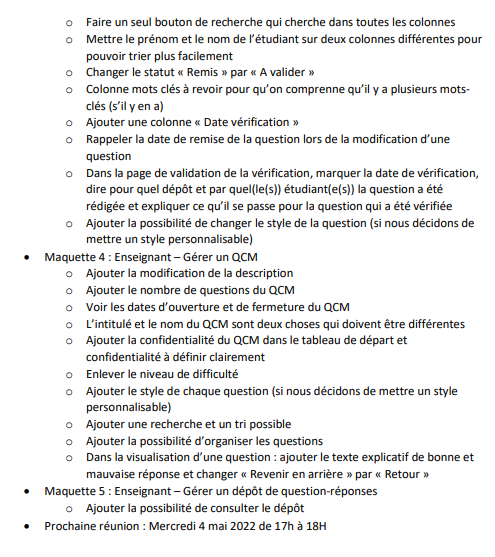 o Faire un seul bouton de recherche qui cherche dans toutes les colonnes
o Mettre le prénom et le nom de l'étudiant sur deux colonnes différentes pour
pouvoir trier plus facilement
o Changer le statut « Remis » par « A valider »
o Colonne mots clés à revoir pour qu'on comprenne qu'il y a plusieurs mots-
clés (s'il y en a)
o Ajouter une colonne « Date vérification »
o Rappeler la date de remise de la question lors de la modification d'une
question
o Dans la page de validation de la vérification, marquer la date de vérification,
dire pour quel dépôt et par quel(le(s)) étudiant(e(s)) la question a été
rédigée et expliquer ce qu'il se passe pour la question qui a été vérifiée
o Ajouter la possibilité de changer le style de la question (si nous décidons de
mettre un style personnalisable)
• Maquette 4 : Enseignant – Gérer un QCM
o Ajouter la modification de la description
o Ajouter le nombre de questions du QCM
o Voir les dates d'ouverture et de fermeture du QCM
o L'intitulé et le nom du QCM sont deux choses qui doivent être différentes
o Ajouter la confidentialité du QCM dans le tableau de départ et
confidentialité à définir clairement
o Enlever le niveau de difficulté
o Ajouter le style de chaque question (si nous décidons de mettre un style
personnalisable)
o Ajouter une recherche et un tri possible
o Ajouter la possibilité d'organiser les questions
o Dans la visualisation d'une question : ajouter le texte explicatif de bonne et
mauvaise réponse et changer « Revenir en arrière » par « Retour »
• Maquette 5 : Enseignant – Gérer un dépôt de question-réponses
o Ajouter la possibilité de consulter le dépôt
• Prochaine réunion : Mercredi 4 mai 2022 de 17h à 18H